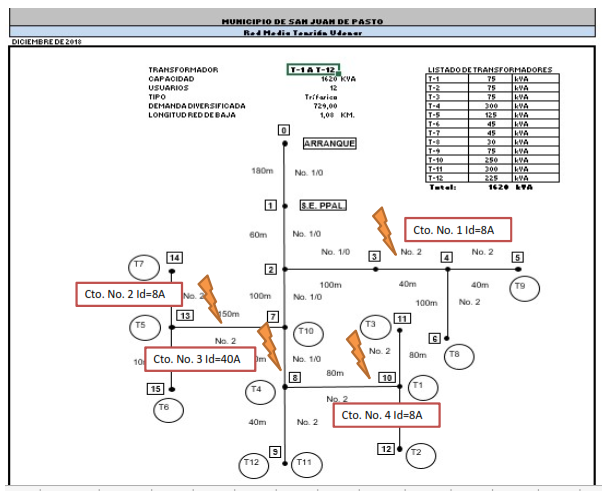 MUNICIPIO DE SAN JUAN DE PASTO
Red Media Tensión Udenar
DICIEMBRE DE 2018
TRANSFORMADOR T-1 A T-12
CAPACIDAD 1620 KVA
USUARIOS 12
TIPO Trifarica
DEMANDA DIVERSIFICADA 729,00
LONGITUD RED DE BAJA 1,08 KM.
LISTADO DE TRANSFORMADORES
T-1 75 kVA
T-2 75 kVA
T-3 75 kVA
T-4 300 kVA
T-5 125 kVA
T-6 45 kVA
T-7 45 kVA
T-8 30 kVA
T-9 75 kVA
T-10 250 kVA
T-11 300 kVA
T-12 225 kVA
Total: 1620 kVA
0
ARRANQUE
180m No. 1/0
1
S.E. PPAL.
Cto. No. 1 Id=8A
60m No. 1/0
No. 1/0 No. 2 No. 2
14
3 4 5
T7
2
100m 40m 40m
T9
Cto. No. 2 Id=8A
No. 2
100m No. 1/0
100m No. 2
13
150m
7
11
T5
T10
T3
No. 2
6
Cto. No. 3 Id=40A
No. 1/0
No. 2
80m
T8
10
80m
8
10
15
T4
No. 2
T1
T6
40m No. 2
Cto. No. 4 Id=8A
9
12
T2
T12
T11